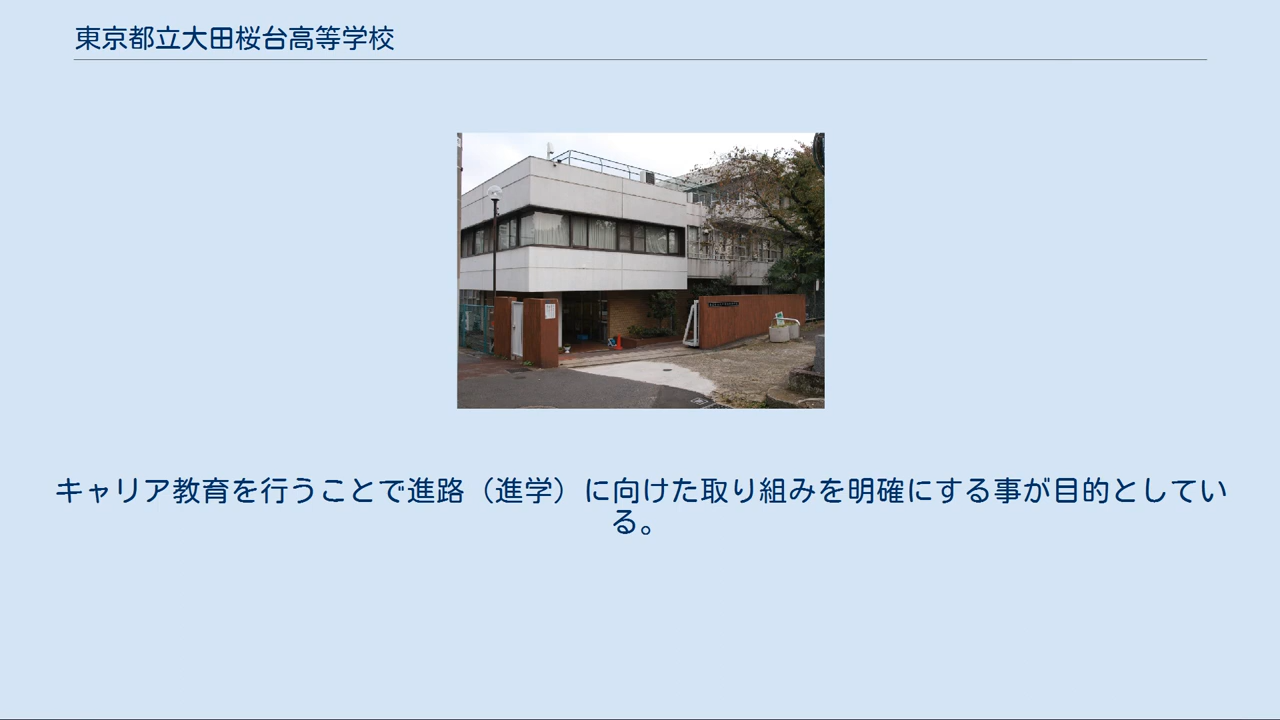 東京都立大田桜台高等学校
キャリア教育を行うことで進路（進学）に向けた取り組みを明確にする事が目的としてい
る。